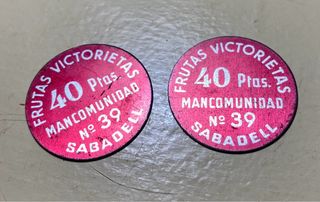 FRUTAS VICTORIETAS
40 Ptas.
MANCOMUNIDAD
Nº 39
SABADELL
FRUTAS VICTORIETAS
40 Ptas.
MANCOMUNIDAD
Nº 39
SABADELL